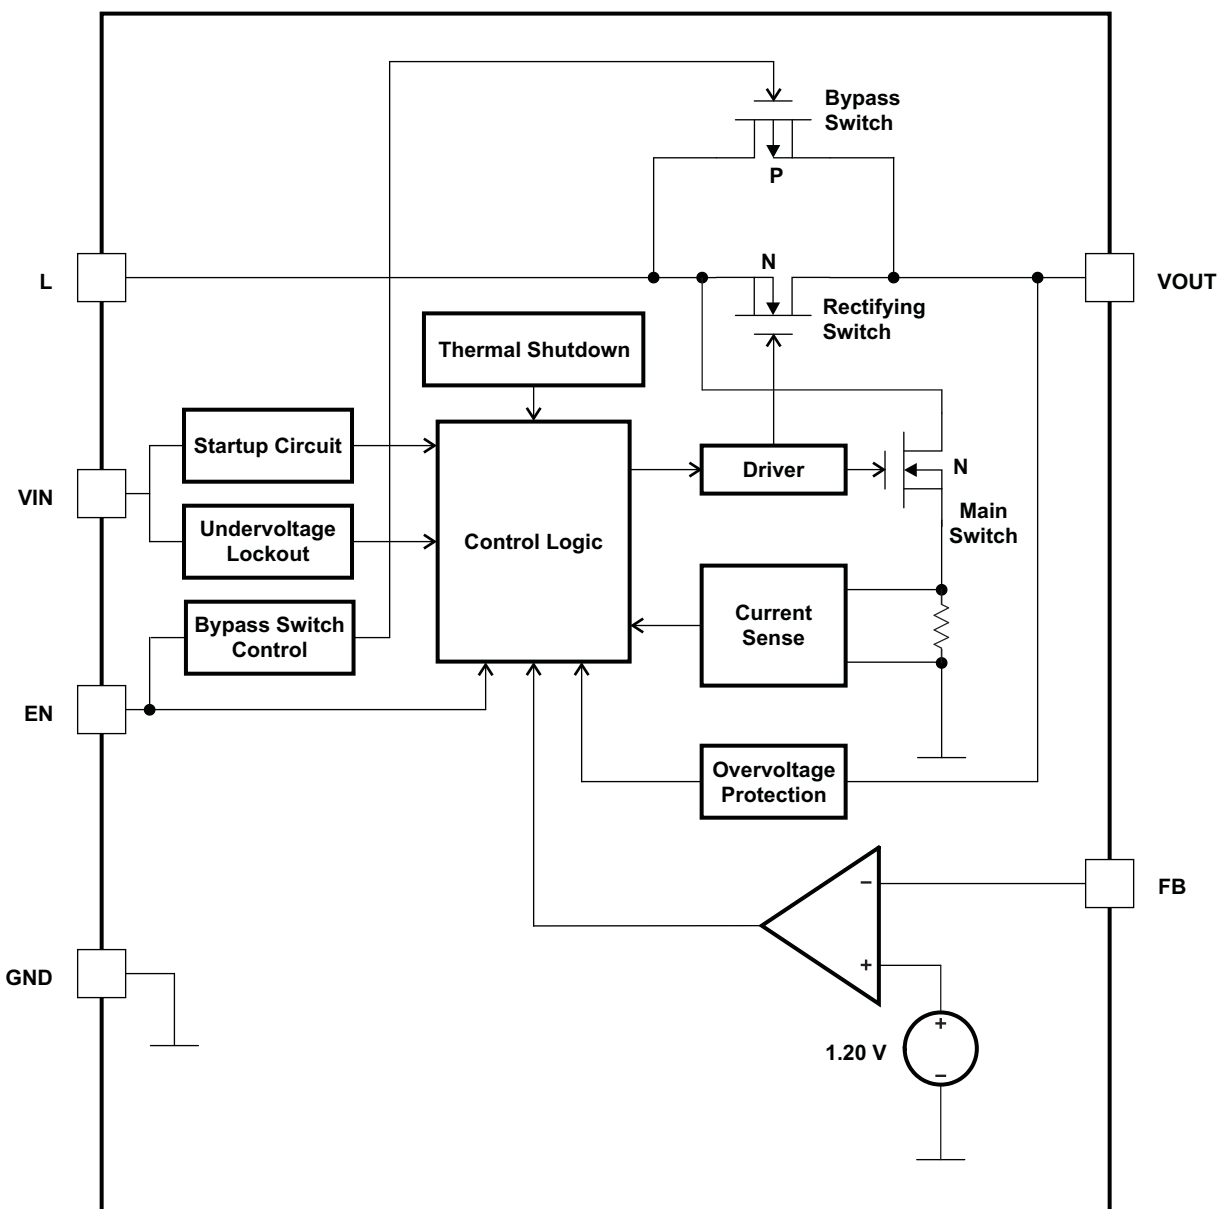 Bypass
Switch
P
L
N
VOUT
Rectifying
Switch
Thermal Shutdown
Startup Circuit
Driver
N
VIN
Undervoltage
Lockout
Control Logic
Main
Switch
Bypass Switch
Control
Current
Sense
EN
Overvoltage
Protection
−
FB
+
GND
+
1.20 V
−